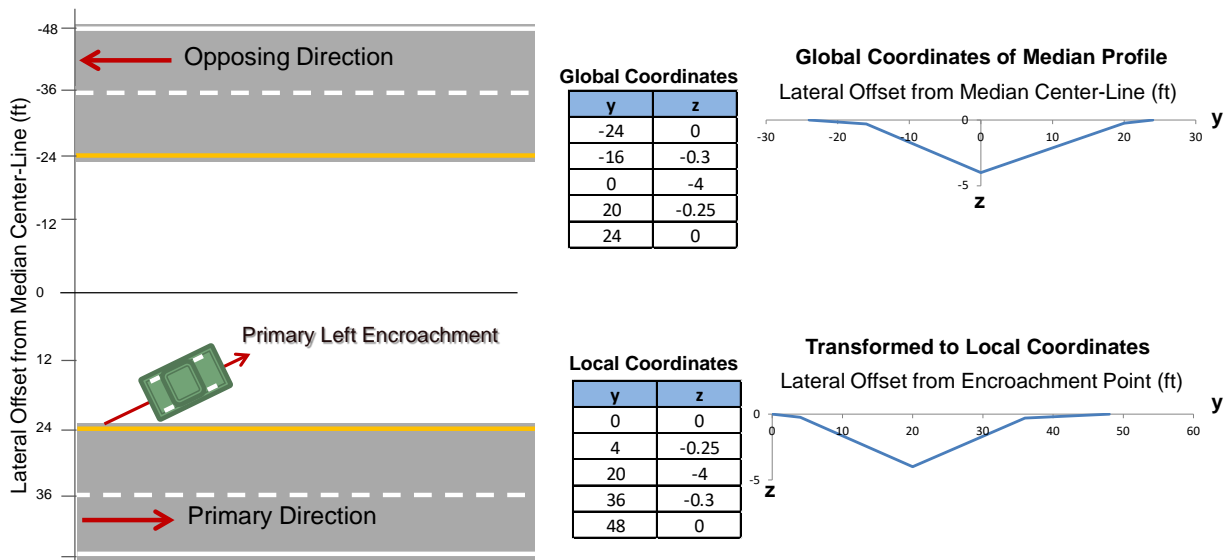 Lateral Offset from Median Center-Line (ft)
-48
-36
-24
-12
0
12
24
36
Opposing Direction
Primary Left Encroachment
Primary Direction
Global Coordinates
y z
-24 0
-16 -0.3
0 -4
20 -0.25
24 0
Global Coordinates of Median Profile
Lateral Offset from Median Center-Line (ft)
y
0
-30 -20 -10 0 10 20 30
-5
z
Local Coordinates
y z
0 0
4 -0.25
20 -4
36 -0.3
48 0
Transformed to Local Coordinates
Lateral Offset from Encroachment Point (ft)
y
0
0 10 20 30 40 50 60
-5
z